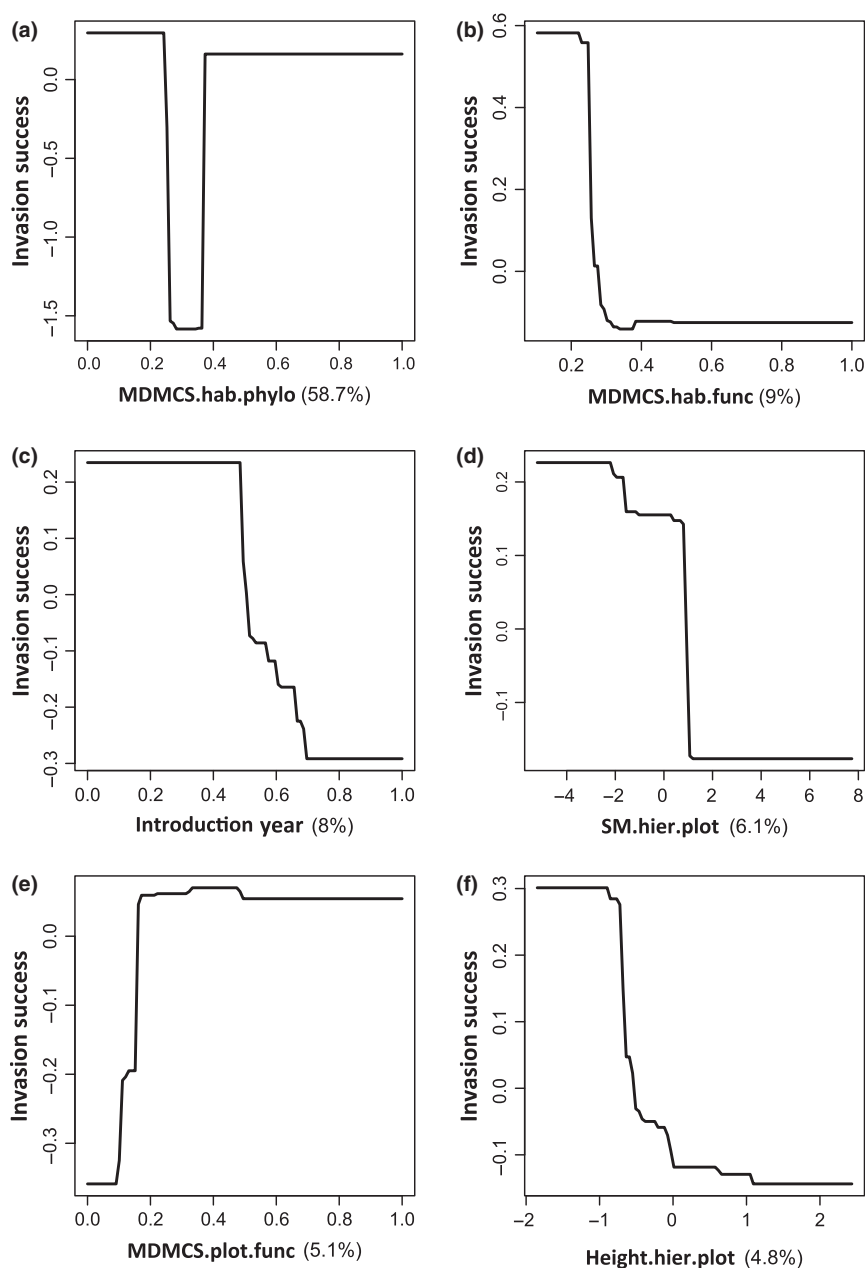 (a)
Invasion success
0.0
−0.5
−1.0
−1.5
0.0 0.2 0.4 0.6 0.8 1.0
MDMCS.hab.phylo (58.7%)
(b)
Invasion success
0.6
0.4
0.2
0.0
0.2 0.4 0.6 0.8 1.0
MDMCS.hab.func (9%)
(c)
Invasion success
0.2
0.1
0.0
−0.1
−0.2
−0.3
0.0 0.2 0.4 0.6 0.8 1.0
Introduction year (8%)
(d)
Invasion success
0.2
0.1
0.0
−0.1
−4 −2 0 2 4 6 8
SM.hier.plot (6.1%)
(e)
Invasion success
0.0
−0.1
−0.2
−0.3
0.0 0.2 0.4 0.6 0.8 1.0
MDMCS.plot.func (5.1%)
(f)
Invasion success
0.3
0.2
0.1
0.0
−0.1
−2 −1 0 1 2
Height.hier.plot (4.8%)